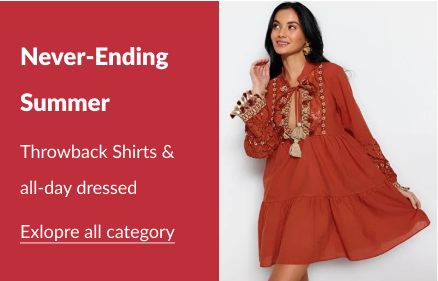 Never-Ending
Summer
Throwback Shirts &
all-day dressed
Exlopre all category